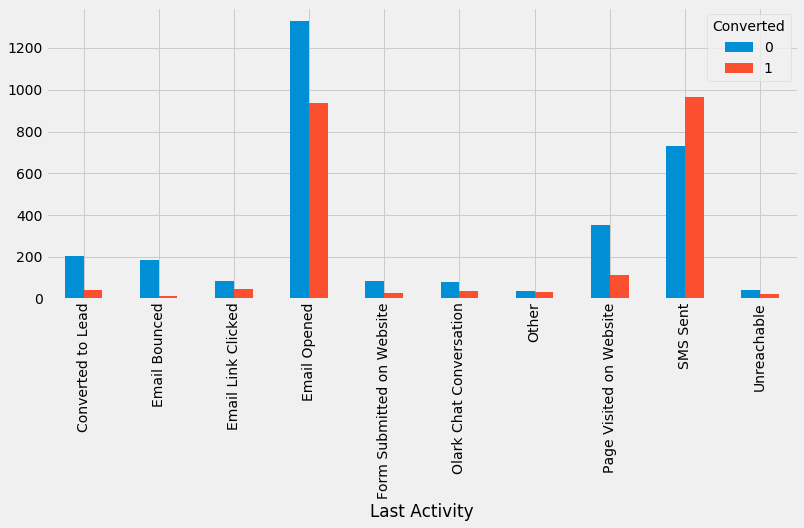 Converted
0
1
1200
1000
800
600
400
200
0
Converted to Lead
Email Bounced
Email Link Clicked
Email Opened
Form Submitted on Website
Olark Chat Conversation
Other
Page Visited on Website
SMS Sent
Unreachable
Last Activity